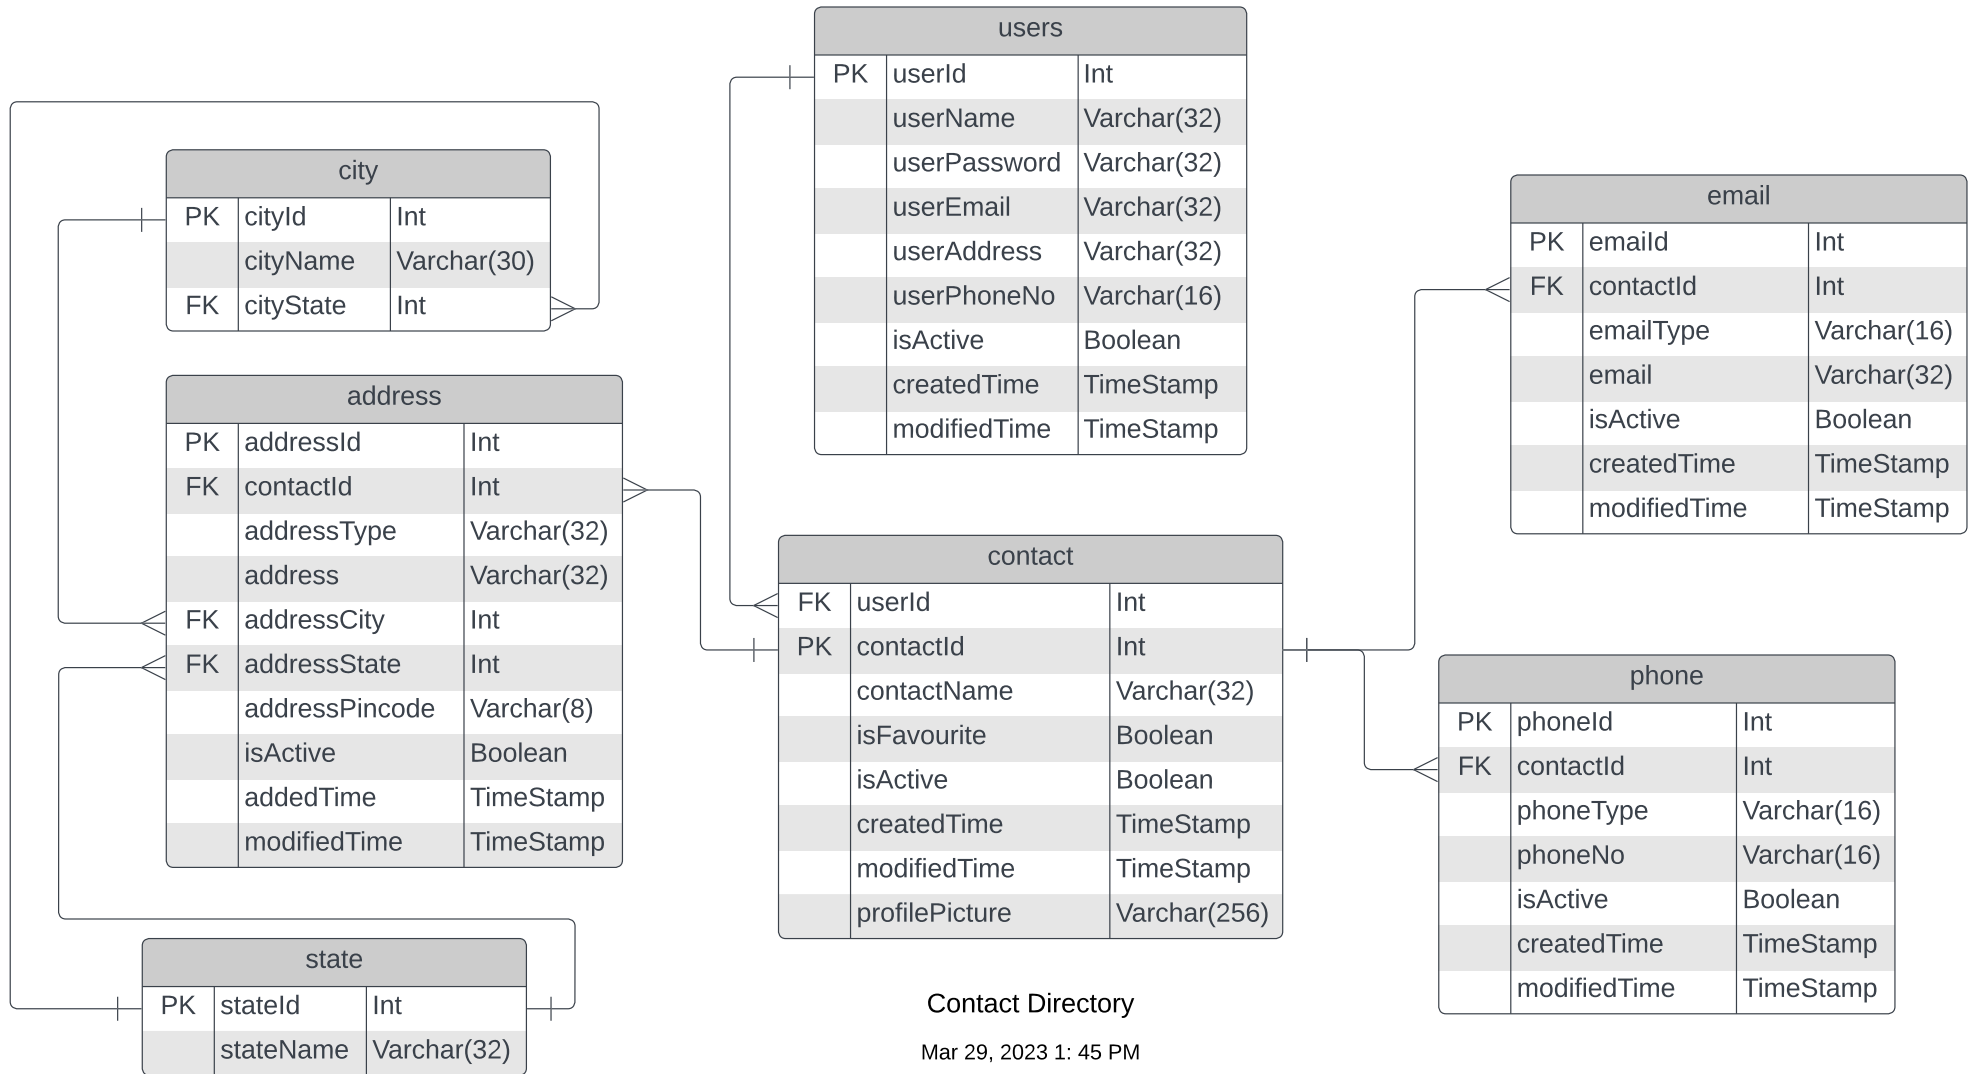 users
PK userId Int
userName Varchar(32)
userPassword Varchar(32)
userEmail Varchar(32)
userAddress Varchar(32)
userPhoneNo Varchar(16)
isActive Boolean
createdTime TimeStamp
modifiedTime TimeStamp
city
PK cityId Int
cityName Varchar(30)
FK cityState Int
email
PK emaiId Int
FK contactId Int
emailType Varchar(16)
email Varchar(32)
isActive Boolean
createdTime TimeStamp
modifiedTime TimeStamp
address
PK addressId Int
FK contactId Int
addressType Varchar(32)
address Varchar(32)
FK addressCity Int
FK addressState Int
addressPincode Varchar(8)
isActive Boolean
addedTime TimeStamp
modifiedTime TimeStamp
contact
FK userId Int
PK contactId Int
contactName Varchar(32)
isFavourite Boolean
isActive Boolean
createdTime TimeStamp
modifiedTime TimeStamp
profilePicture Varchar(256)
phone
PK phoneId Int
FK contactId Int
phoneType Varchar(16)
phoneNo Varchar(16)
isActive Boolean
createdTime TimeStamp
modifiedTime TimeStamp
state
PK stateId Int
stateName Varchar(32)
Contact Directory
Mar 29, 2023 1: 45 PM